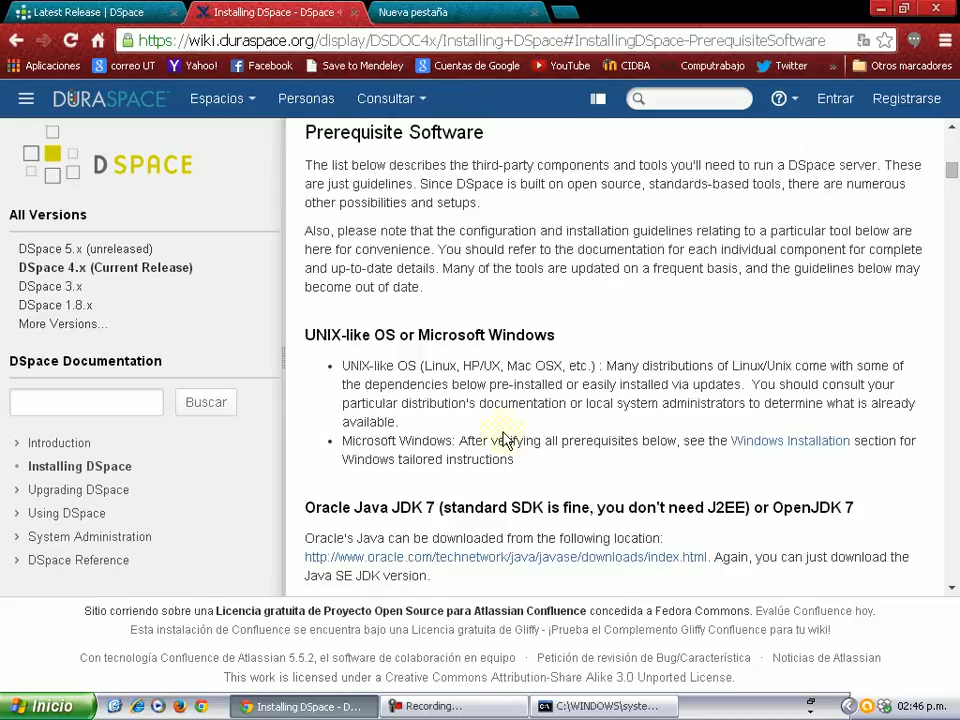 Latest Release | DSpace
Installing DSpace - DSpace
Nueva pestaña
https://wiki.duraspace.org/display/DSDOC4x/Installing+DSpace#InstallingDSpace-PrerequisiteSoftware
Aplicaciones
correo UT
Yahoo!
Facebook
Save to Mendeley
Cuentas de Google
YouTube
CIDBA
Computrabajo
Twitter
»
Otros marcadores
DURASPACE
Espacios
Personas
Consultar
Entrar
Registrarse
DSPACE
All Versions
DSpace 5.x (unreleased)
DSpace 4.x (Current Release)
DSpace 3.x
DSpace 1.8.x
More Versions...
DSpace Documentation
Buscar
Introduction
Installing DSpace
Upgrading DSpace
Using DSpace
System Administration
DSpace Reference
Prerequisite Software
The list below describes the third-party components and tools you'll need to run a DSpace server. These
are just guidelines. Since DSpace is built on open source, standards-based tools, there are numerous
other possibilities and setups.
Also, please note that the configuration and installation guidelines relating to a particular tool below are
here for convenience. You should refer to the documentation for each individual component for complete
and up-to-date details. Many of the tools are updated on a frequent basis, and the guidelines below may
become out of date.
UNIX-like OS or Microsoft Windows
• UNIX-like OS (Linux, HP/UX, Mac OSX, etc.) : Many distributions of Linux/Unix come with some of
the dependencies below pre-installed or easily installed via updates. You should consult your
particular distribution's documentation or local system administrators to determine what is already
available.
• Microsoft Windows: After verifying all prerequisites below, see the Windows Installation section for
Windows tailored instructions
Oracle Java JDK 7 (standard SDK is fine, you don't need J2EE) or OpenJDK 7
Oracle's Java can be downloaded from the following location:
http://www.oracle.com/technetwork/java/javase/downloads/index.html. Again, you can just download the
Java SE JDK version.
Sitio corriendo sobre una Licencia gratuita de Proyecto Open Source para Atlassian Confluence concedida a Fedora Commons. Evalúe Confluence hoy.
Esta instalación de Confluence se encuentra bajo una Licencia gratuita de Gliffy - ¡Prueba el Complemento Gliffy Confluence para tu wiki!
Con tecnología Confluence de Atlassian 5.5.2, el software de colaboración en equipo · Petición de revisión de Bug/Característica · Noticias de Atlassian
This work is licensed under a Creative Commons Attribution-Share Alike 3.0 Unported License.
Inicio
Installing DSpace - D...
Recording...
C:\WINDOWS\syste...
02:46 p.m.